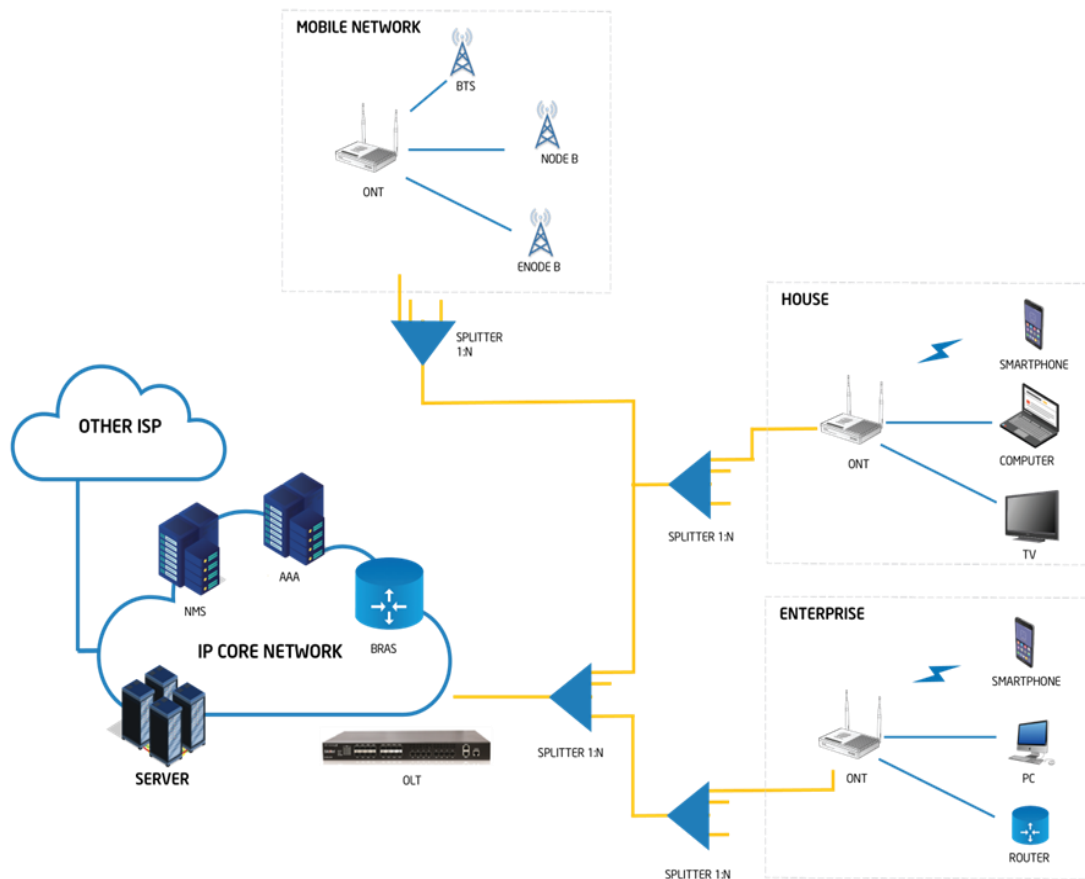 MOBILE NETWORK
BTS
NODE B
ONT
ENODE B
SPLITTER
1:N
HOUSE
SMARTPHONE
COMPUTER
ONT
TV
SPLITTER 1:N
OTHER ISP
AAA
NMS
IP CORE NETWORK
BRAS
SERVER
OLT
SPLITTER 1:N
ENTERPRISE
SMARTPHONE
ONT
PC
ROUTER
SPLITTER 1:N